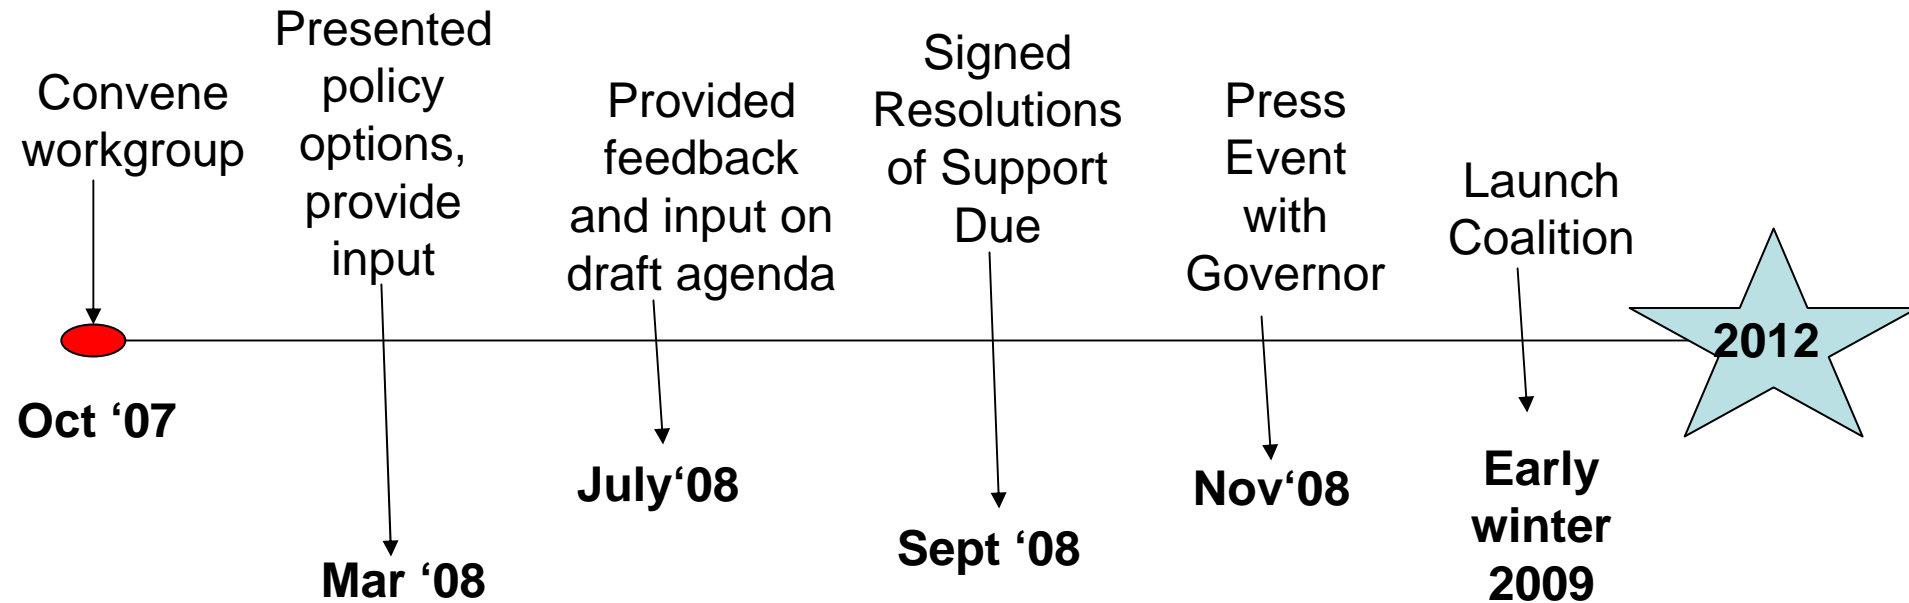 Convene
workgroup
Presented
policy
options,
provide
input
Provided
feedback
and input on
draft agenda
Signed
Resolutions
of Support
Due
Press
Event
with
Governor
Launch
Coalition
2012
Oct ‘07
Mar ‘08
July‘08
Sept ‘08
Nov‘08
Early
winter
2009